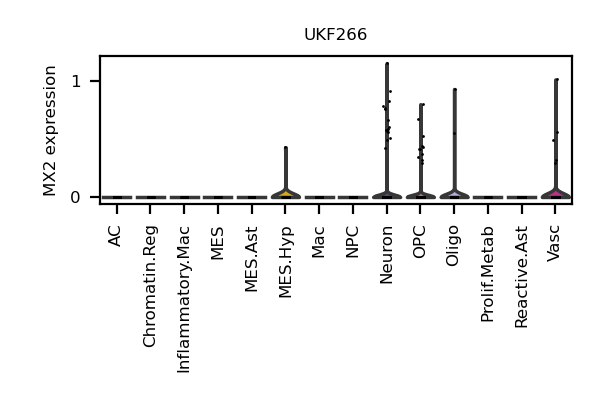 UKF266
MX2 expression
1
0
AC
Chromatin.Reg
Inflammatory.Mac
MES
MES.Ast
MES.Hyp
Mac
NPC
Neuron
OPC
Oligo
Prolif.Metab
Reactive.Ast
Vasc